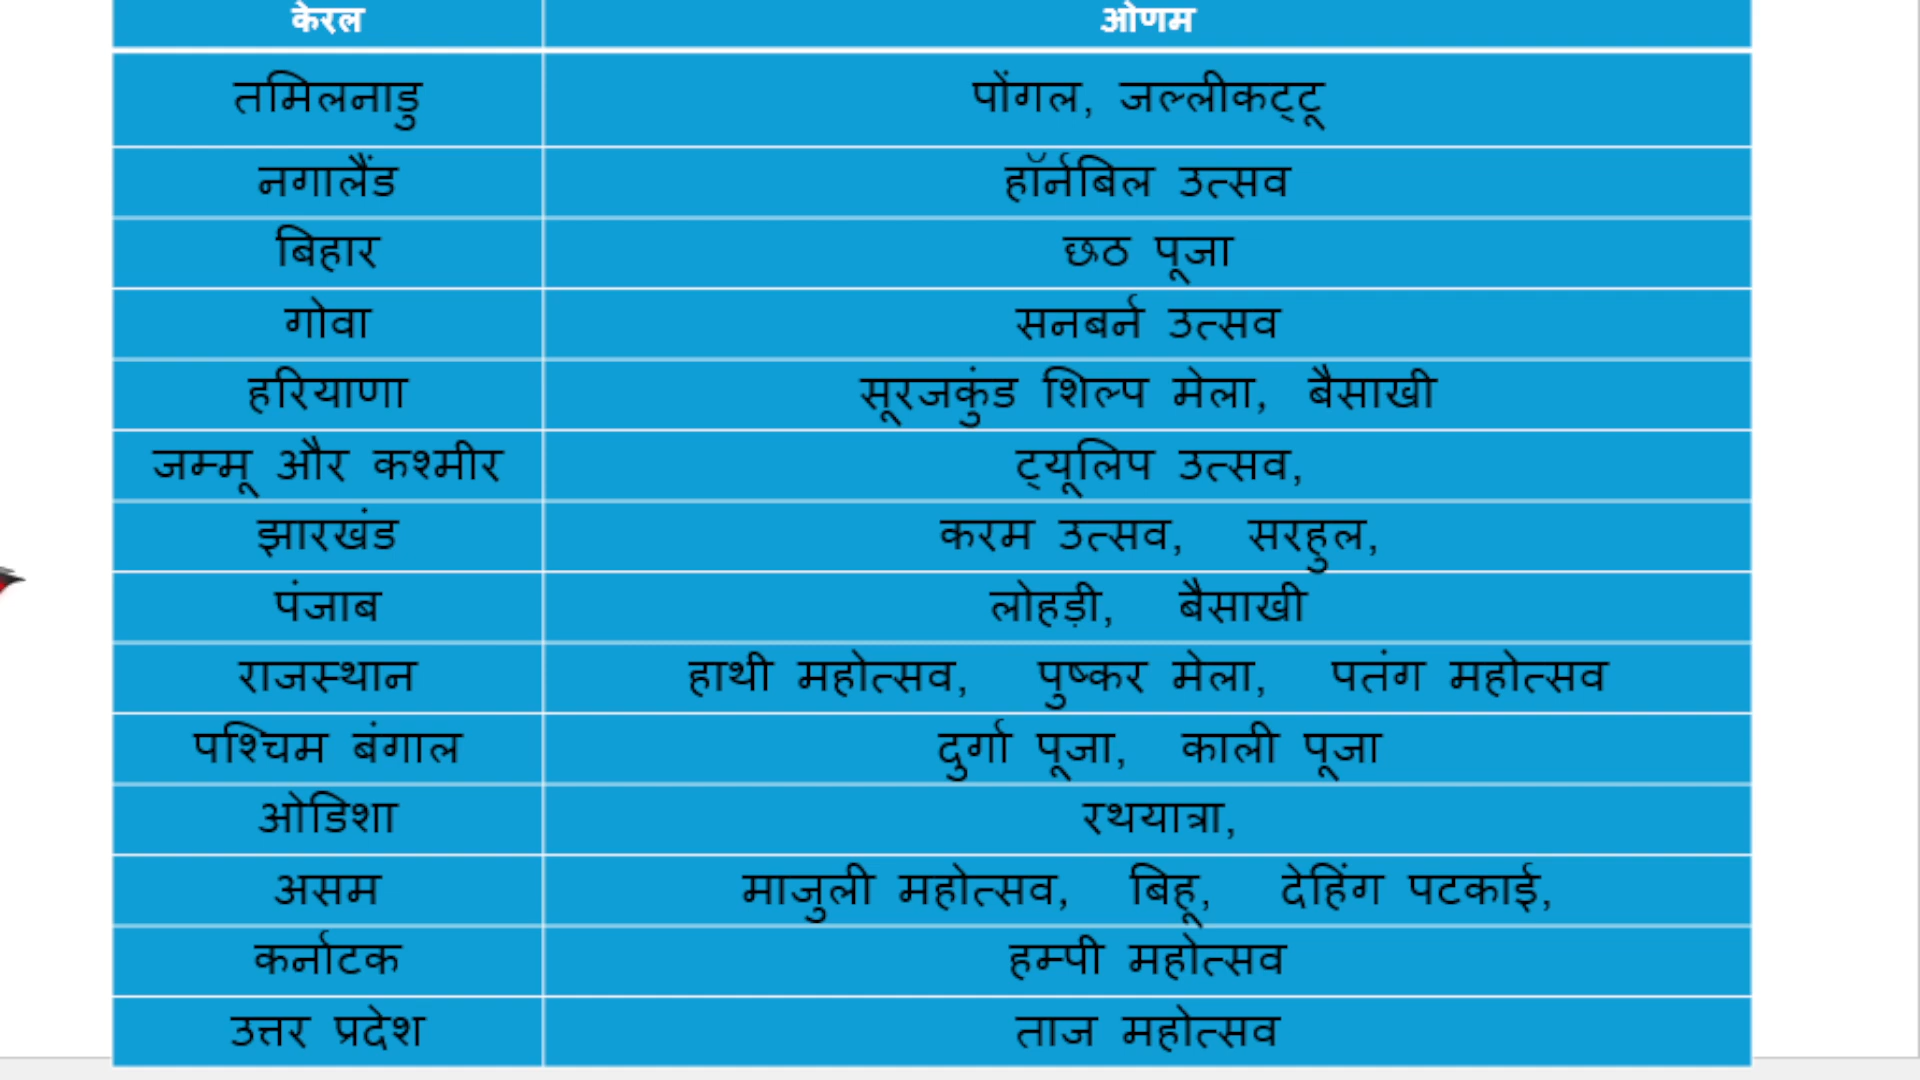 केरल ओणम
तमिलनाडु पोंगल, जल्लीकट्टू
नगालैंड हॉर्नबिल उत्सव
बिहार छठ पूजा
गोवा सनबर्न उत्सव
हरियाणा सूरजकुंड शिल्प मेला, बैसाखी
जम्मू और कश्मीर ट्यूलिप उत्सव,
झारखंड करम उत्सव, सरहुल,
पंजाब लोहड़ी, बैसाखी
राजस्थान हाथी महोत्सव, पुष्कर मेला, पतंग महोत्सव
पश्चिम बंगाल दुर्गा पूजा, काली पूजा
ओडिशा रथयात्रा,
असम माजुली महोत्सव, बिहू, देहिंग पटकाई,
कर्नाटक हम्पी महोत्सव
उत्तर प्रदेश ताज महोत्सव